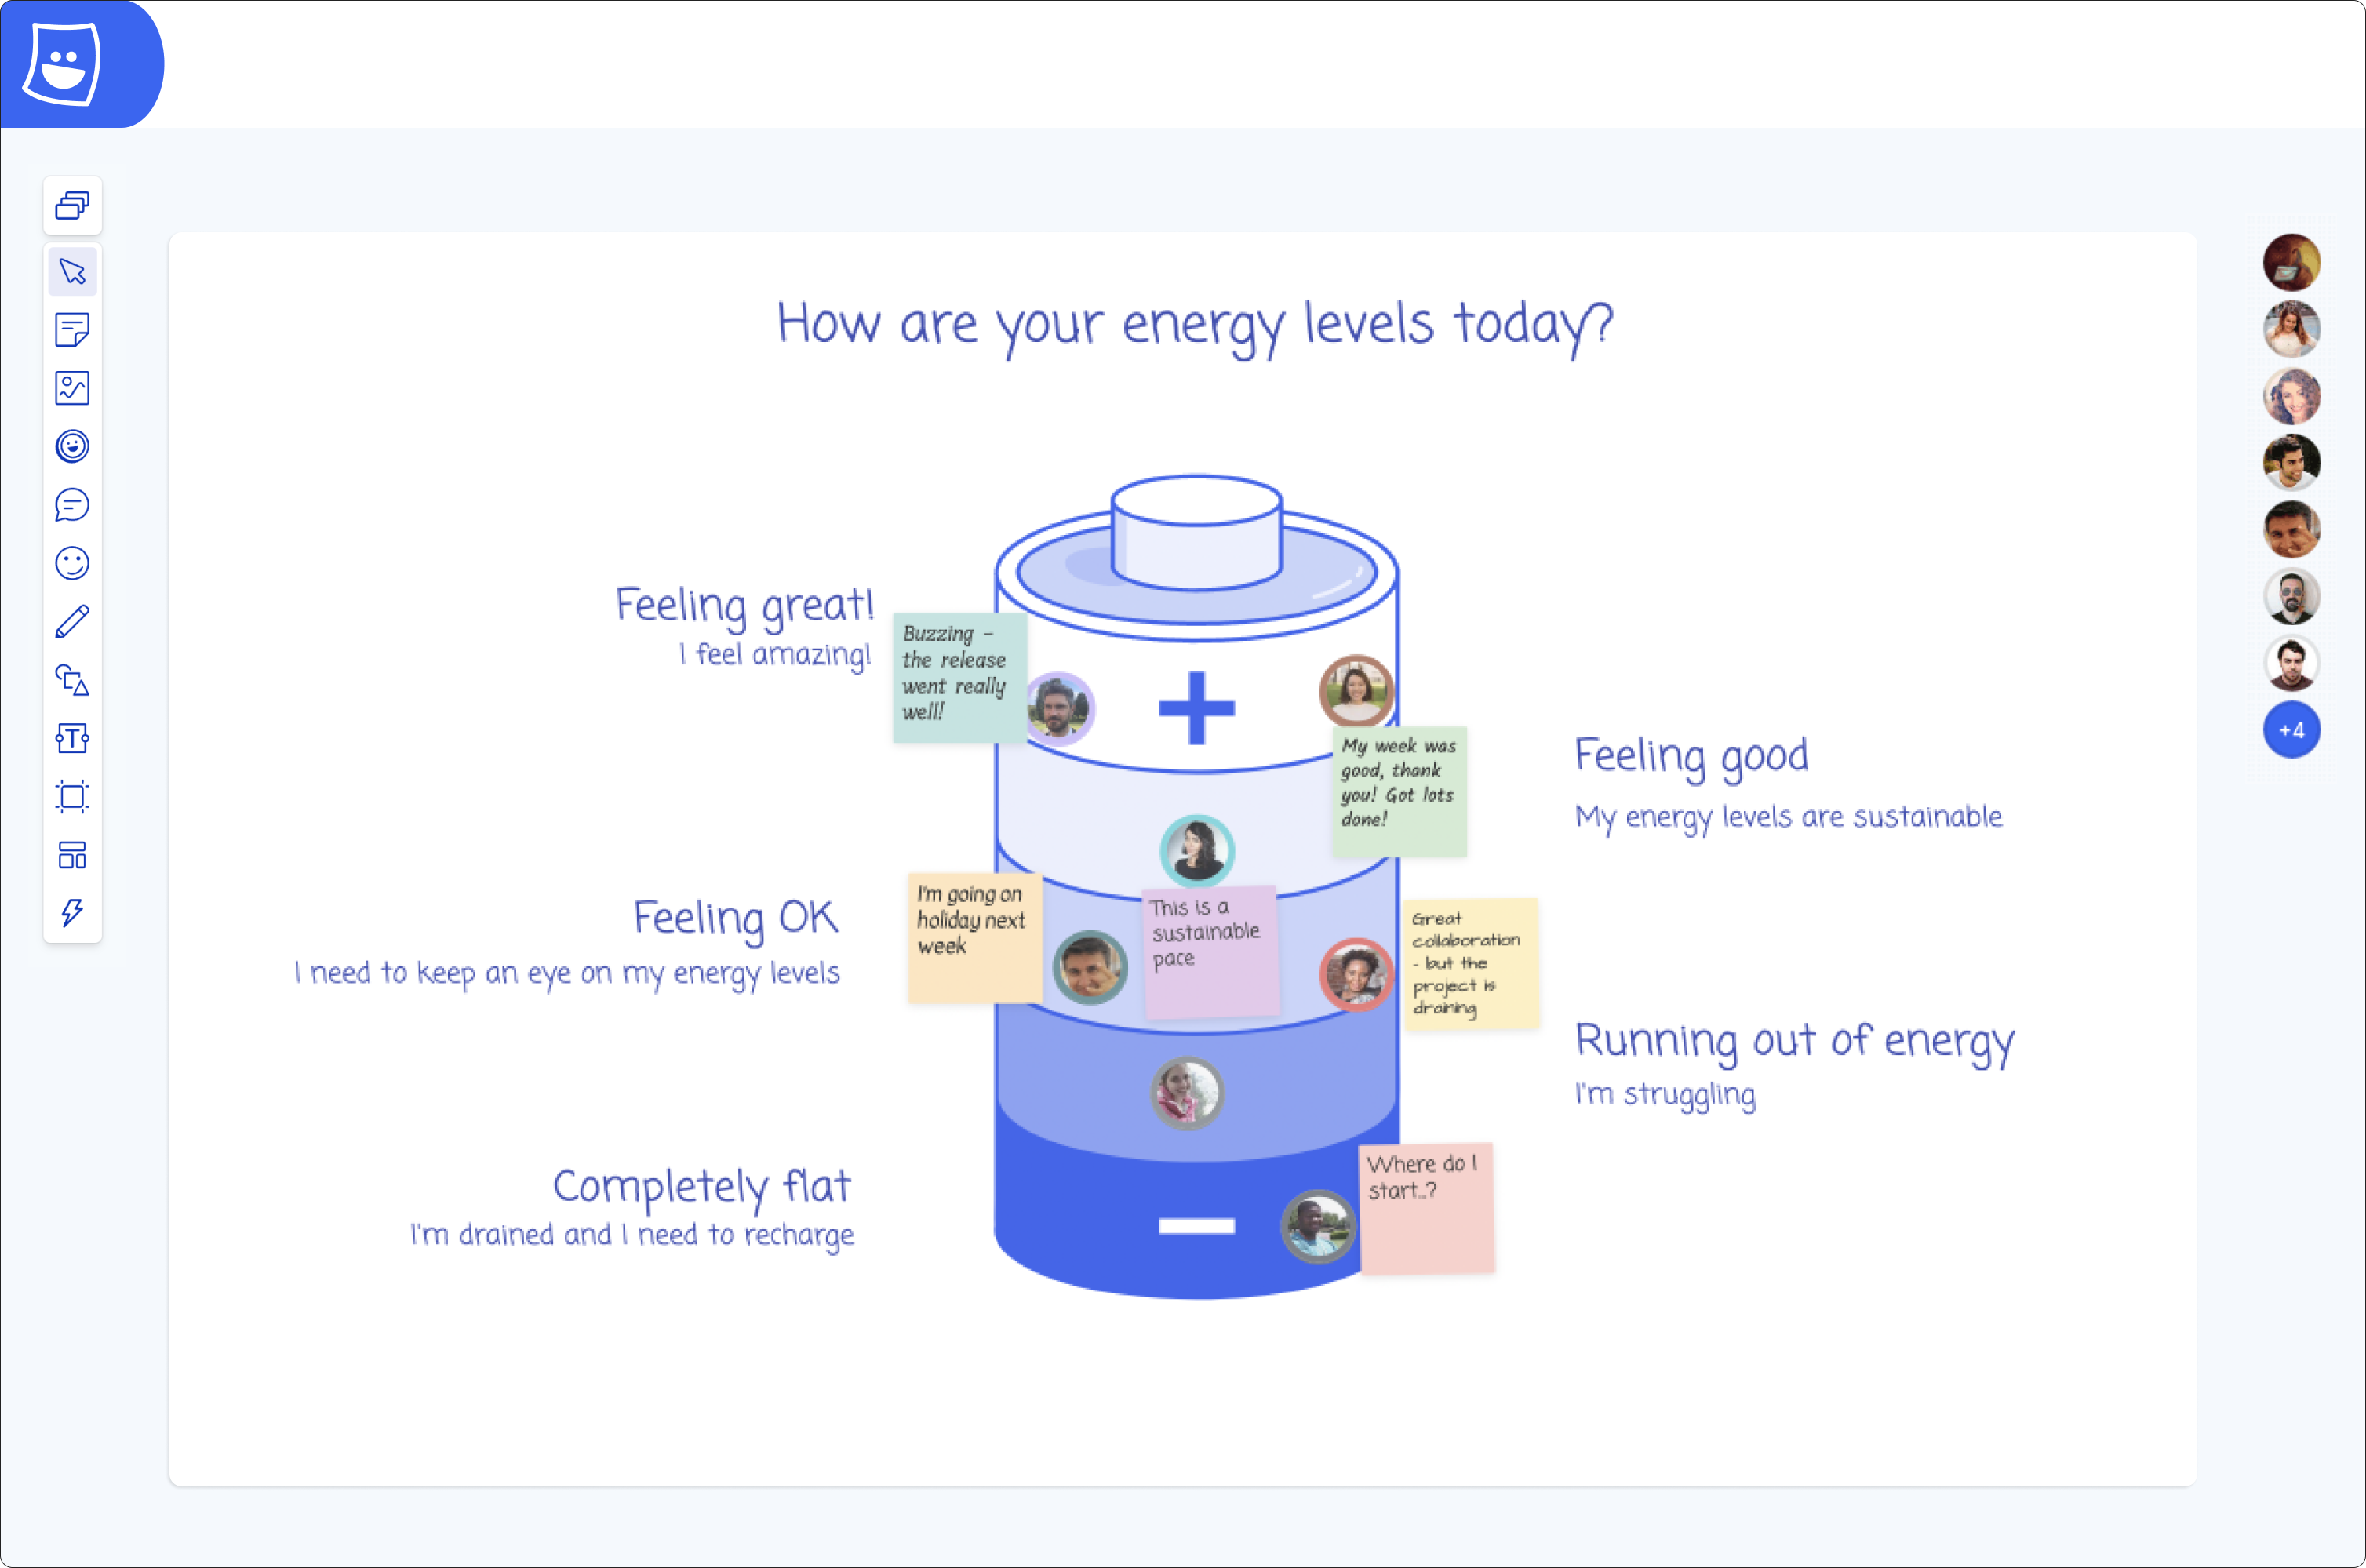 How are your energy levels today?
Feeling great!
I feel amazing!
Buzzing –
the release
went really
well!
My week was
good, thank
you! Got lots
done!
Feeling good
My energy levels are sustainable
Feeling OK
I need to keep an eye on my energy levels
I'm going on
holiday next
week
This is a
sustainable
pace
Great
collaboration
- but the
project is
draining
Running out of energy
I'm struggling
Completely flat
I'm drained and I need to recharge
Where do I
start..?
T
+4